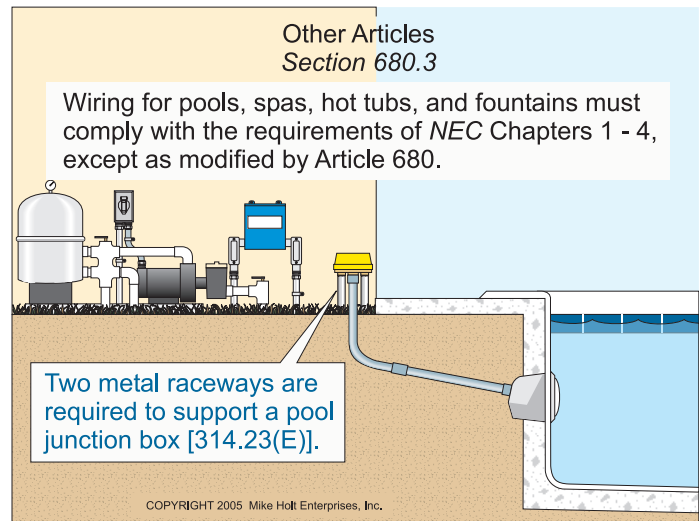 Other Articles
Section 680.3
Wiring for pools, spas, hot tubs, and fountains must
comply with the requirements of NEC Chapters 1 - 4,
except as modified by Article 680.
Two metal raceways are
required to support a pool
junction box [314.23(E)].
COPYRIGHT 2005 Mike Holt Enterprises, Inc.